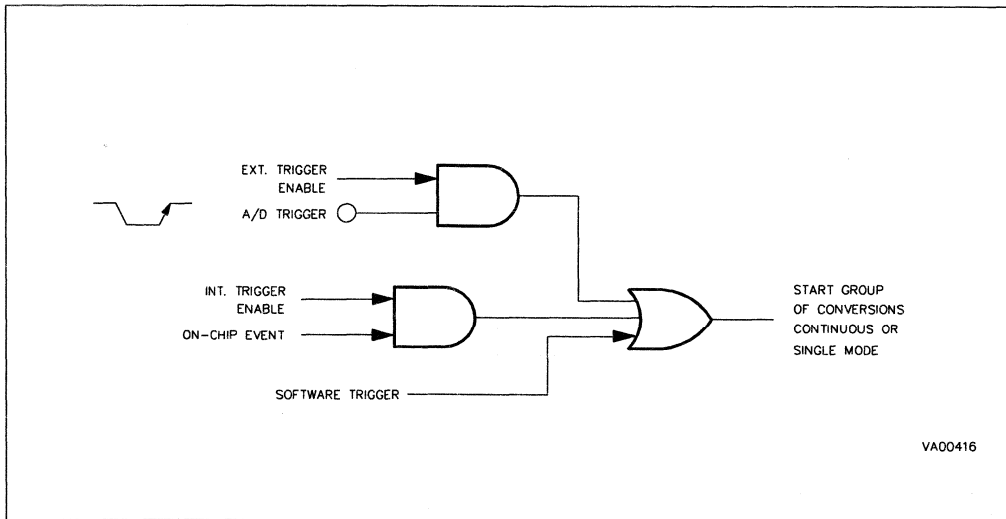 EXT. TRIGGER
ENABLE
A/D TRIGGER
INT. TRIGGER
ENABLE
ON-CHIP EVENT
SOFTWARE TRIGGER
START GROUP
OF CONVERSIONS
CONTINUOUS OR
SINGLE MODE
VA00416